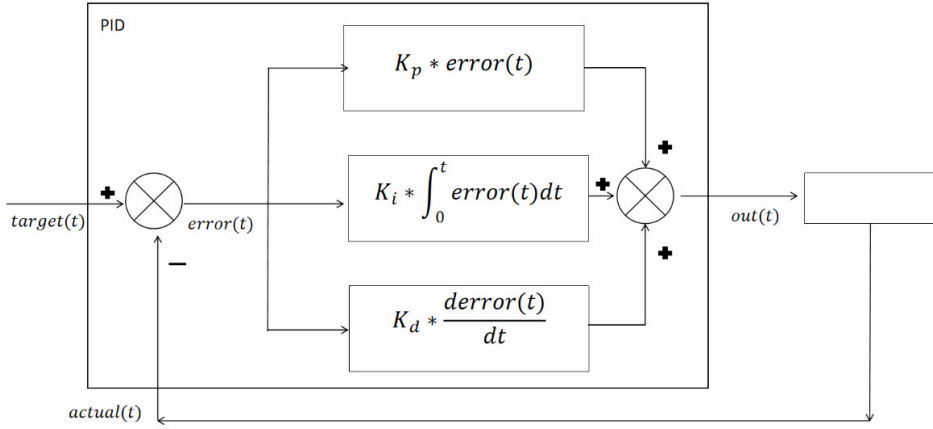 PID
K_p * error(t)
+
+
target(t)
error(t)
K_i * ∫_0^t error(t)dt
+
out(t)
−
+
K_d * derror(t)/dt
actual(t)